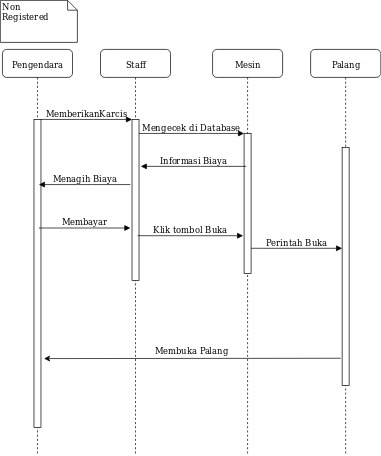 Non
Registered
Pengendara
Staff
Mesin
Palang
MemberikanKarcis
Mengecek di Database
Informasi Biaya
Menagih Biaya
Membayar
Klik tombol Buka
Perintah Buka
Membuka Palang